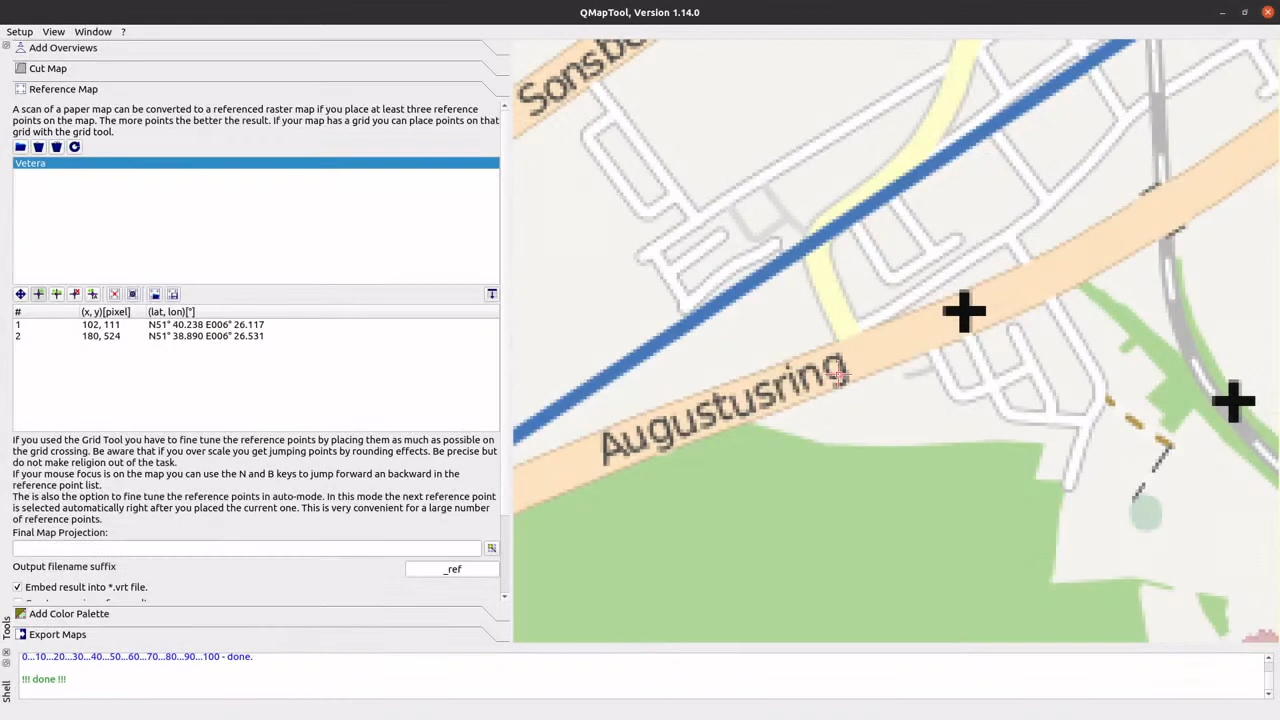 QMapTool, Version 1.14.0
Setup View Window ?
Add Overviews
Cut Map
Reference Map
A scan of a paper map can be converted to a referenced raster map if you place at least three reference
points on the map. The more points the better the result. If your map has a grid you can place points on that
grid with the grid tool.
Vetera
# (x, y)[pixel] (lat, lon)[°]
1 102, 111 N51° 40.238 E006° 26.117
2 180, 524 N51° 38.890 E006° 26.531
If you used the Grid Tool you have to fine tune the reference points by placing them as much as possible on
the grid crossing. Be aware that if you over scale you get jumping points by rounding effects. Be precise but
do not make religion out of the task.
If your mouse focus is on the map you can use the N and B keys to jump forward an backward in the
reference point list.
The is also the option to fine tune the reference points in auto-mode. In this mode the next reference point
is selected automatically right after you placed the current one. This is very convenient for a large number
of reference points.
Final Map Projection:
Output filename suffix
_ref
Embed result into *.vrt file.
Add Color Palette
Export Maps
Tools
Shell
0...10...20...30...40...50...60...70...80...90...100 - done.
!!! done !!!
Augustusring